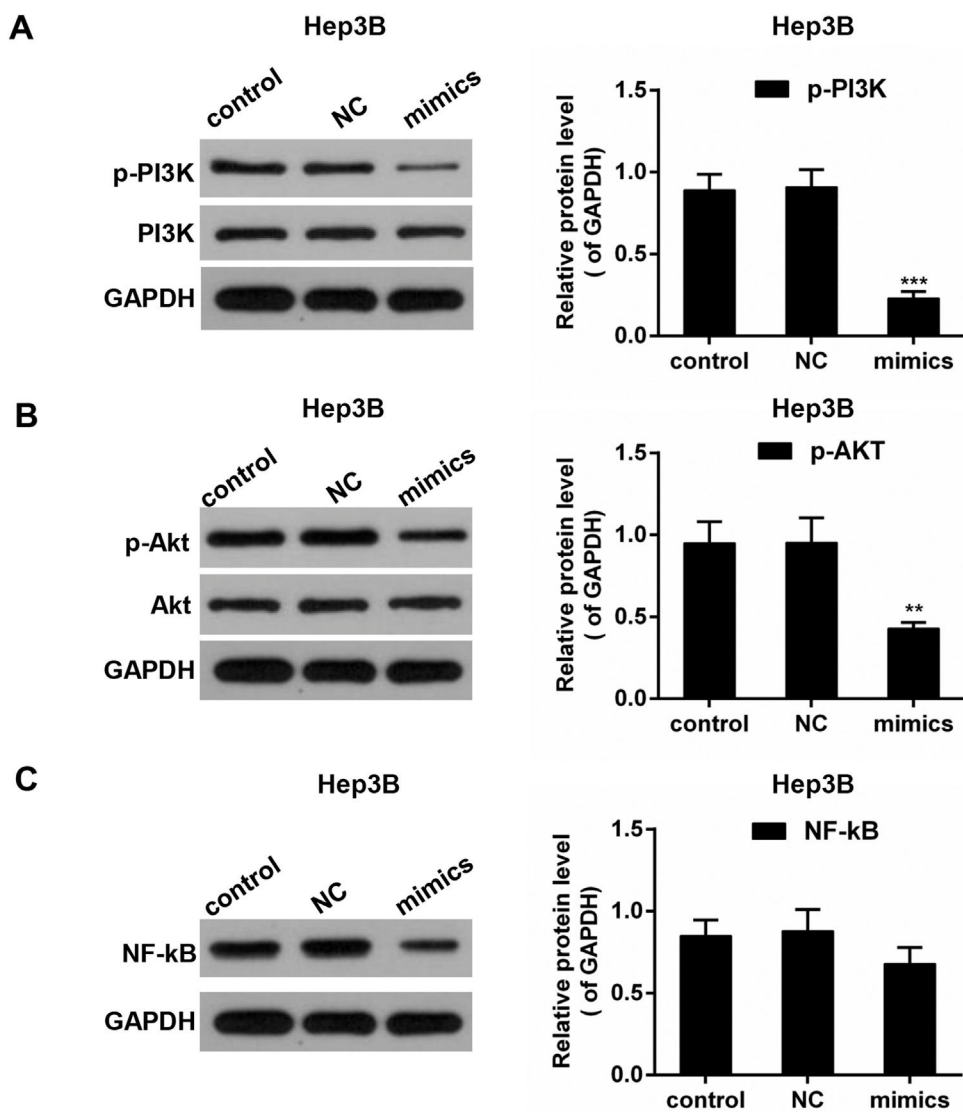 A
Hep3B
control NC mimics
p-PI3K
PI3K
GAPDH
Hep3B
p-PI3K
Relative protein level
( of GAPDH)
1.5
1.0
0.5
0.0
***
control NC mimics
B
Hep3B
control NC mimics
p-Akt
Akt
GAPDH
Hep3B
p-AKT
Relative protein level
( of GAPDH)
1.5
1.0
0.5
0.0
**
control NC mimics
C
Hep3B
control NC mimics
NF-kB
GAPDH
Hep3B
NF-kB
Relative protein level
( of GAPDH)
1.5
1.0
0.5
0.0
control NC mimics